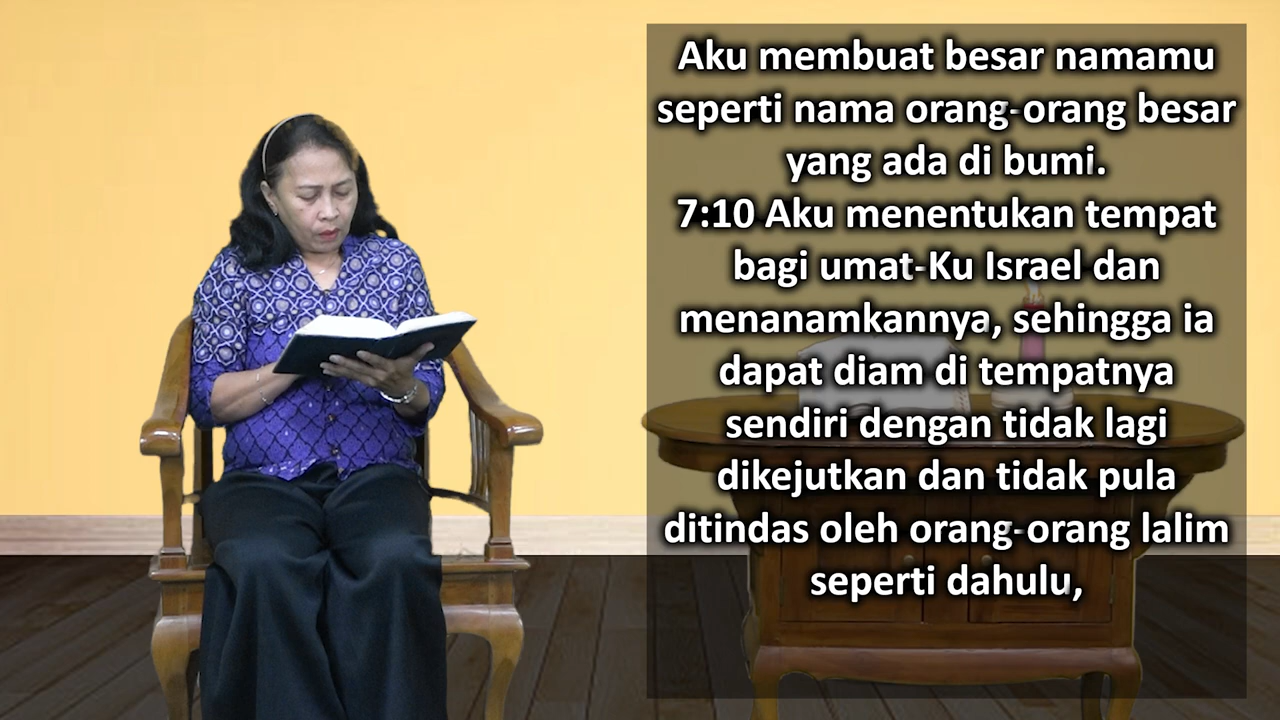 Aku membuat besar namamu
seperti nama orang-orang besar
yang ada di bumi.
7:10 Aku menentukan tempat
bagi umat-Ku Israel dan
menanamkannya, sehingga ia
dapat diam di tempatnya
sendiri dengan tidak lagi
dikejutkan dan tidak pula
ditindas oleh orang-orang lalim
seperti dahulu,